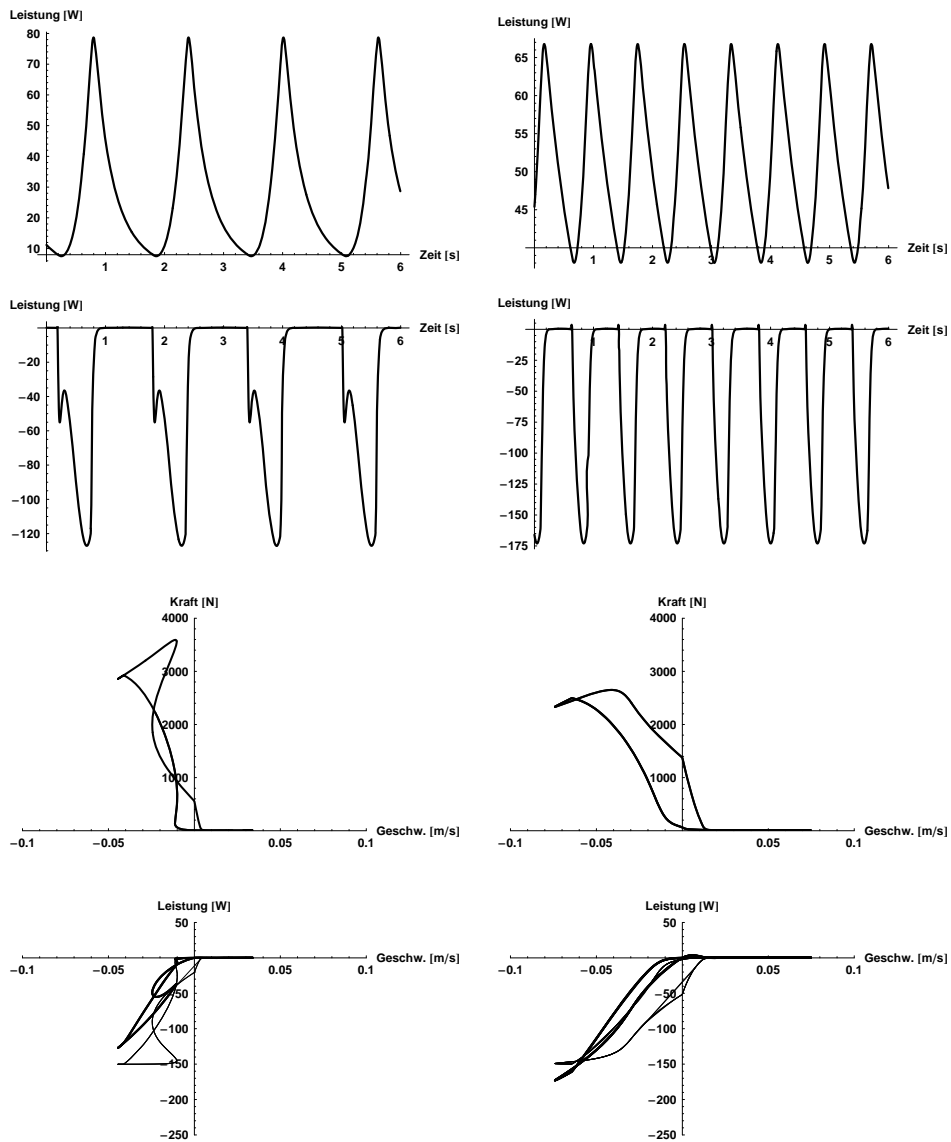 Leistung [W]
80
70
60
50
40
30
20
10
1 2 3 4 5 6
Zeit [s]
Leistung [W]
65
60
55
50
45
1 2 3 4 5 6
Zeit [s]
Leistung [W]
1 2 3 4 5 6
Zeit [s]
−20
−40
−60
−80
−100
−120
Leistung [W]
1 2 3 4 5 6
Zeit [s]
−25
−50
−75
−100
−125
−150
−175
Kraft [N]
4000
3000
2000
1000
−0.1 −0.05 0.05 0.1
Geschw. [m/s]
Kraft [N]
4000
3000
2000
1000
−0.1 −0.05 0.05 0.1
Geschw. [m/s]
Leistung [W]
50
−0.1 −0.05 0.05 0.1
Geschw. [m/s]
−50
−100
−150
−200
−250
Leistung [W]
50
−0.1 −0.05 0.05 0.1
Geschw. [m/s]
−50
−100
−150
−200
−250